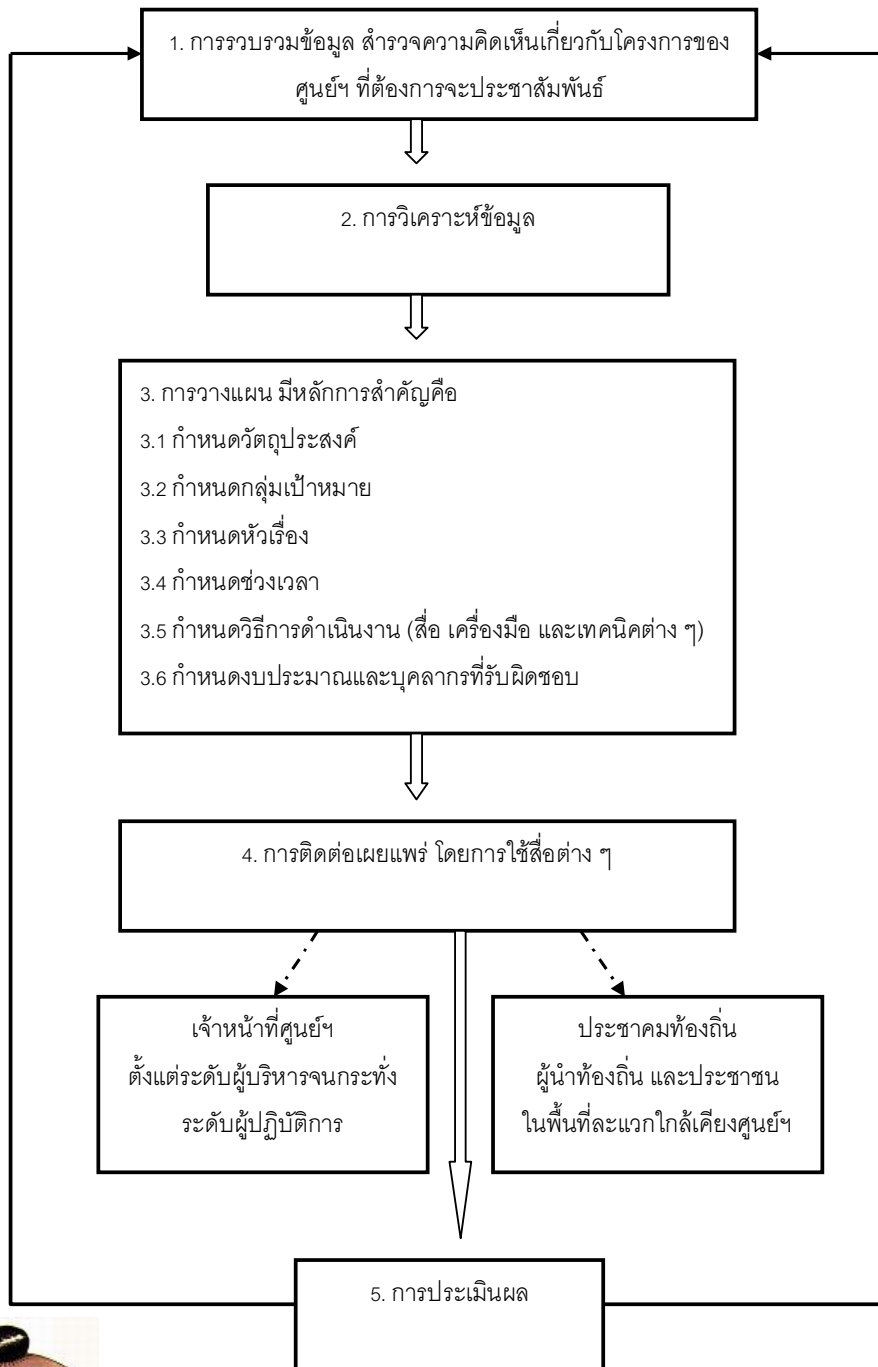 1. การรวบรวมข้อมูล สำรวจความคิดเห็นเกี่ยวกับโครงการของ
ศูนย์ฯ ที่ต้องการจะประชาสัมพันธ์
2. การวิเคราะห์ข้อมูล
3. การวางแผน มีหลักการสำคัญคือ
3.1 กำหนดวัตถุประสงค์
3.2 กำหนดกลุ่มเป้าหมาย
3.3 กำหนดหัวเรื่อง
3.4 กำหนดช่วงเวลา
3.5 กำหนดวิธีการดำเนินงาน (สื่อ เครื่องมือ และเทคนิคต่าง ๆ)
3.6 กำหนดงบประมาณและบุคลากรที่รับผิดชอบ
4. การติดต่อเผยแพร่ โดยการใช้สื่อต่าง ๆ
เจ้าหน้าที่ศูนย์ฯ
ตั้งแต่ระดับผู้บริหารจนกระทั่ง
ระดับผู้ปฏิบัติการ
ประชาคมท้องถิ่น
ผู้นำท้องถิ่น และประชาชน
ในพื้นที่ละแวกใกล้เคียงศูนย์ฯ
5. การประเมินผล